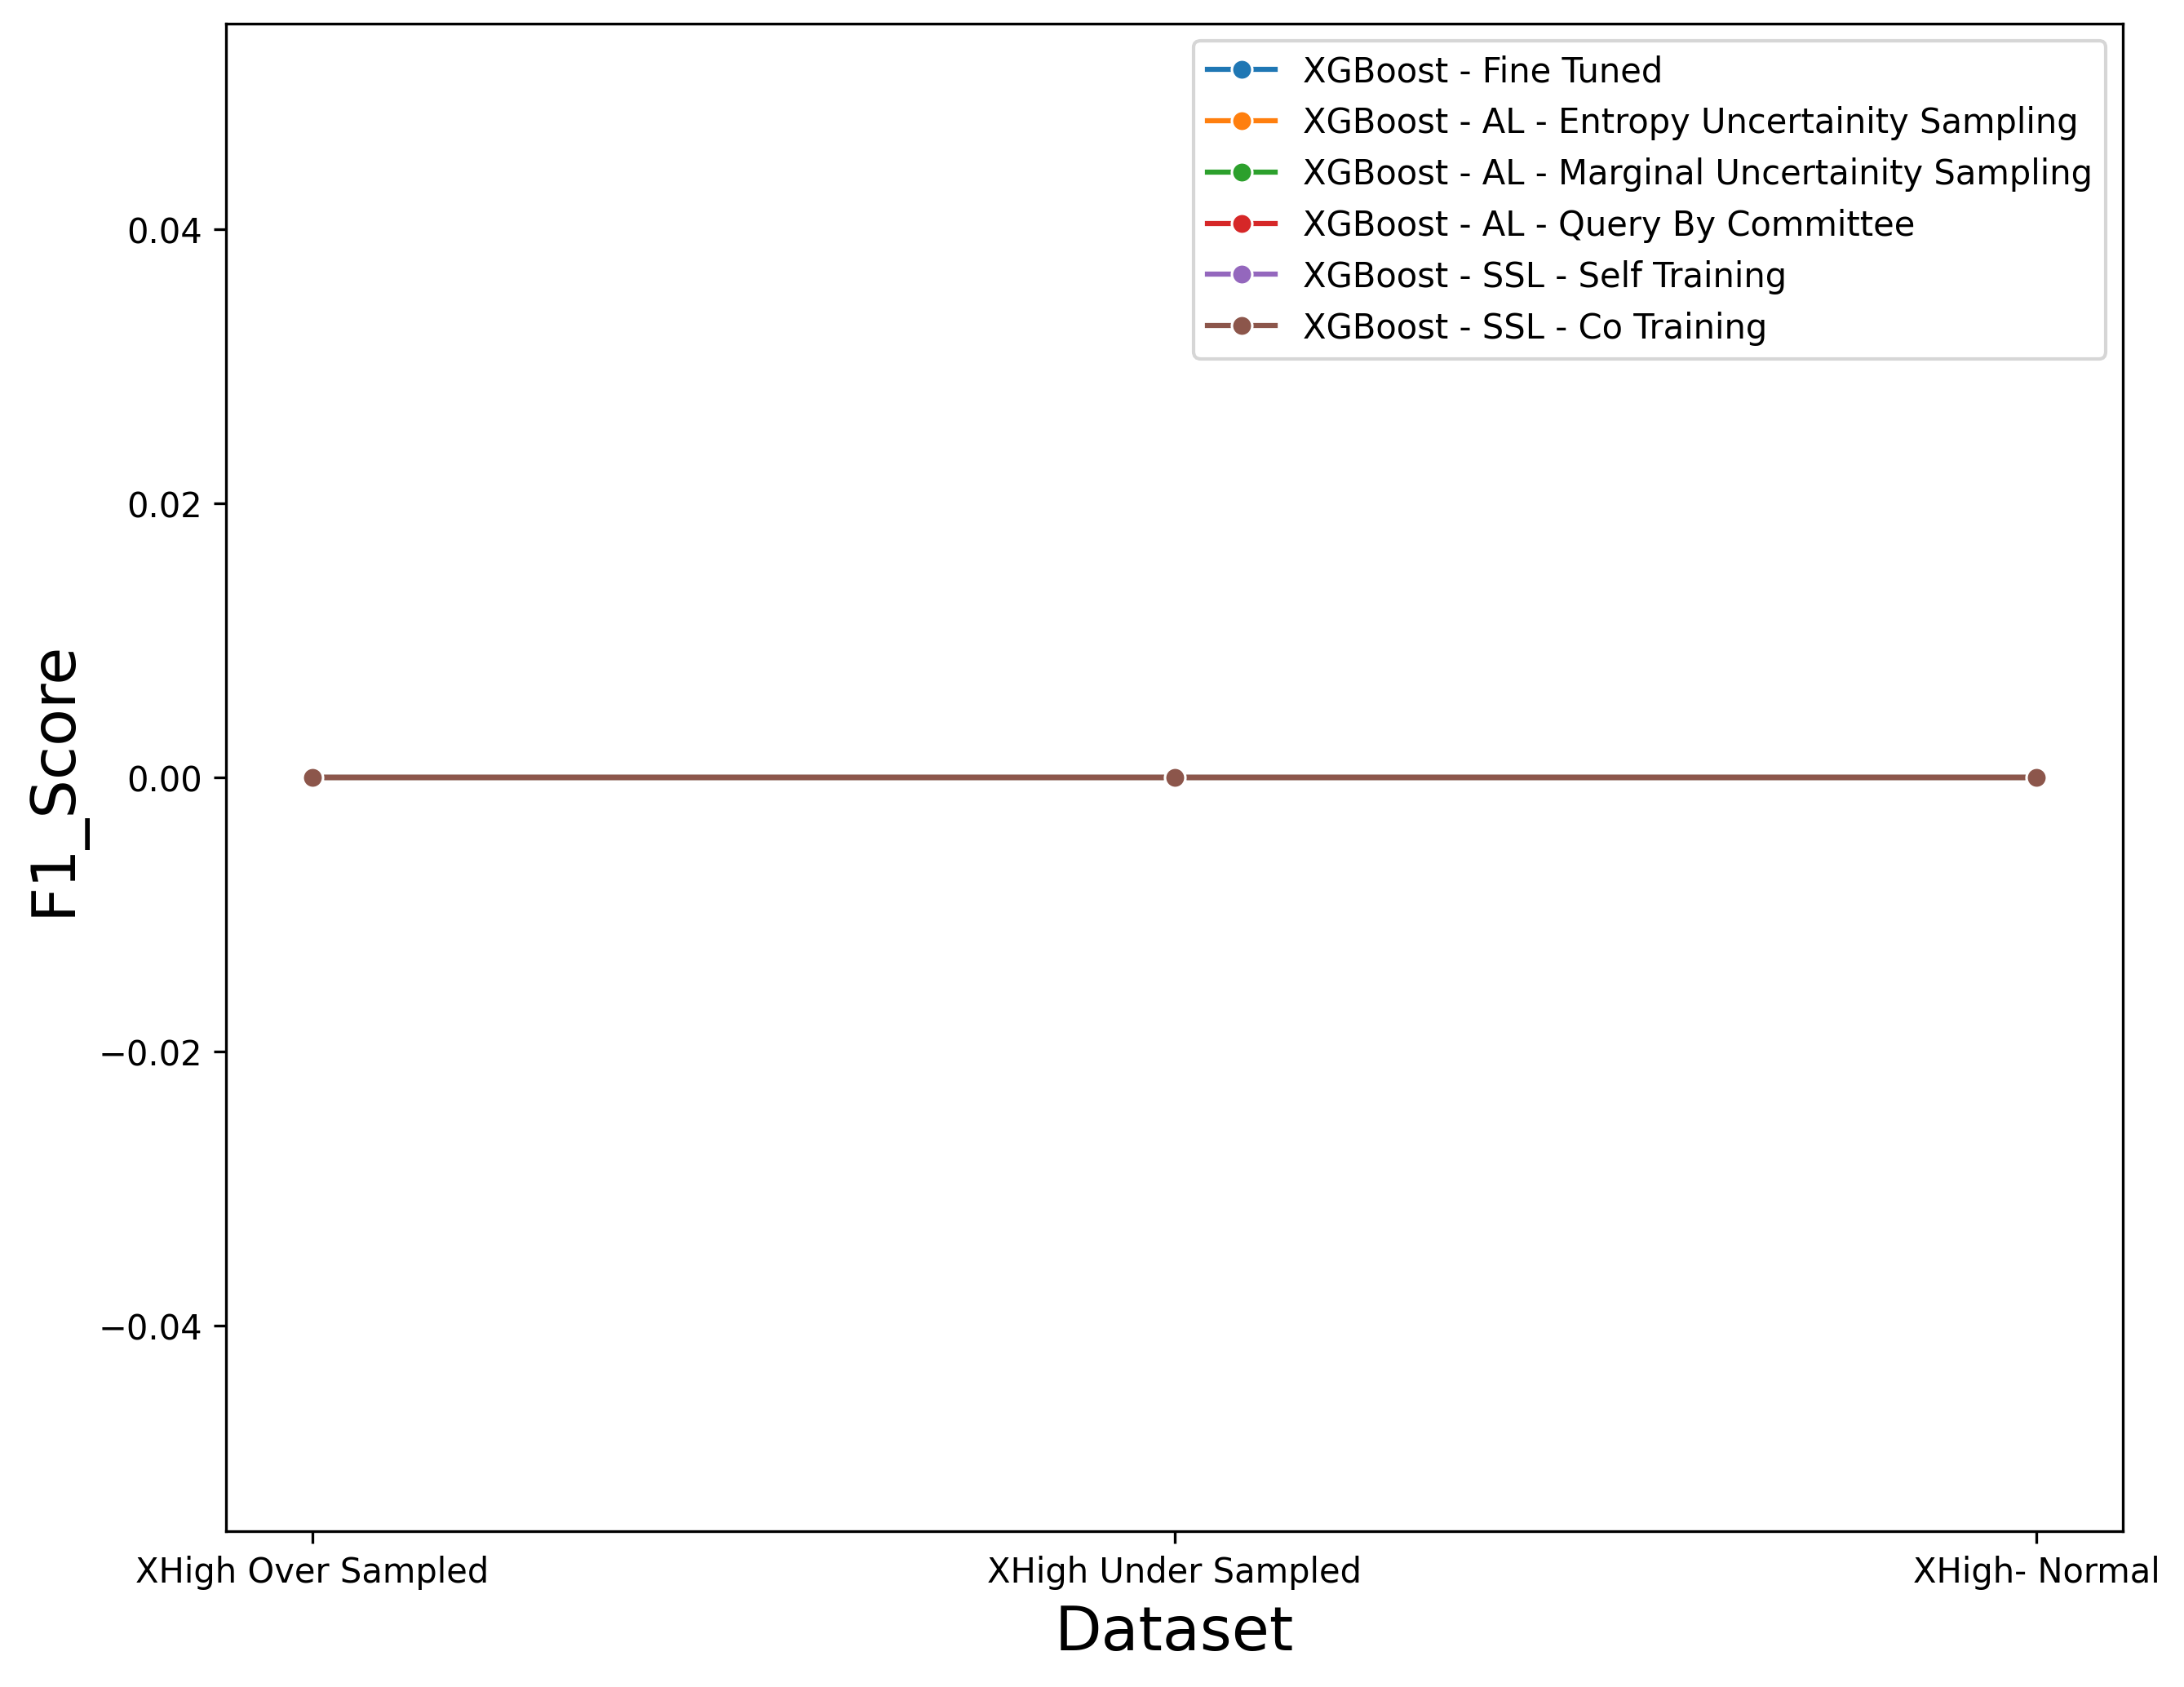 XGBoost - Fine Tuned
XGBoost - AL - Entropy Uncertainity Sampling
XGBoost - AL - Marginal Uncertainity Sampling
XGBoost - AL - Query By Committee
XGBoost - SSL - Self Training
XGBoost - SSL - Co Training
0.04
0.02
0.00
−0.02
−0.04
F1_Score
XHigh Over Sampled
XHigh Under Sampled
XHigh- Normal
Dataset